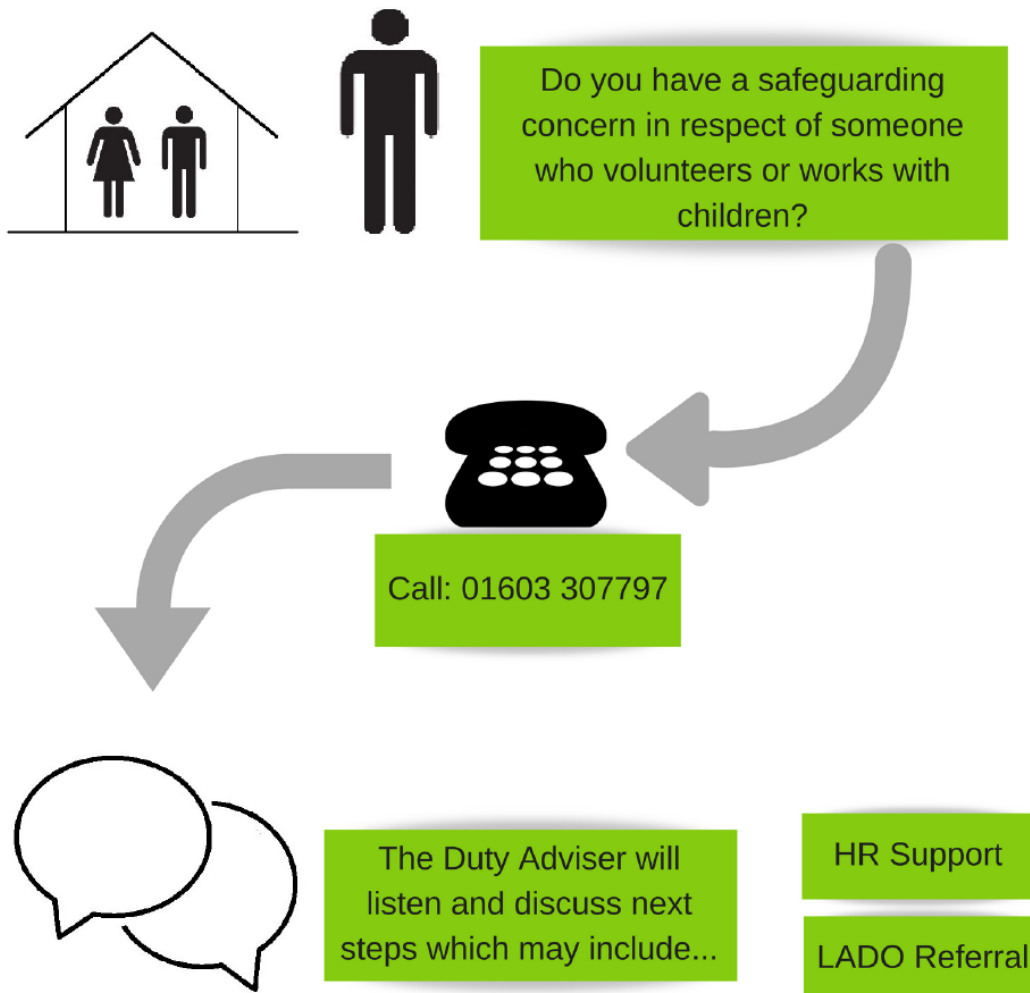 Do you have a safeguarding
concern in respect of someone
who volunteers or works with
children?
Call: 01603 307797
The Duty Adviser will
listen and discuss next
steps which may include...
HR Support
LADO Referral